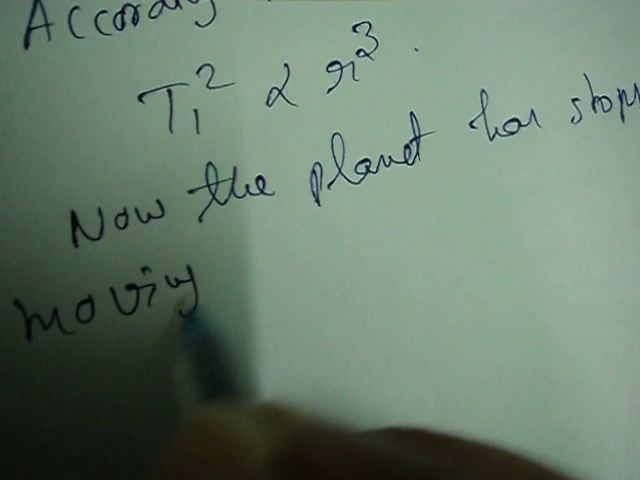 T₁² ∝ r³.
Now the planet has
moving